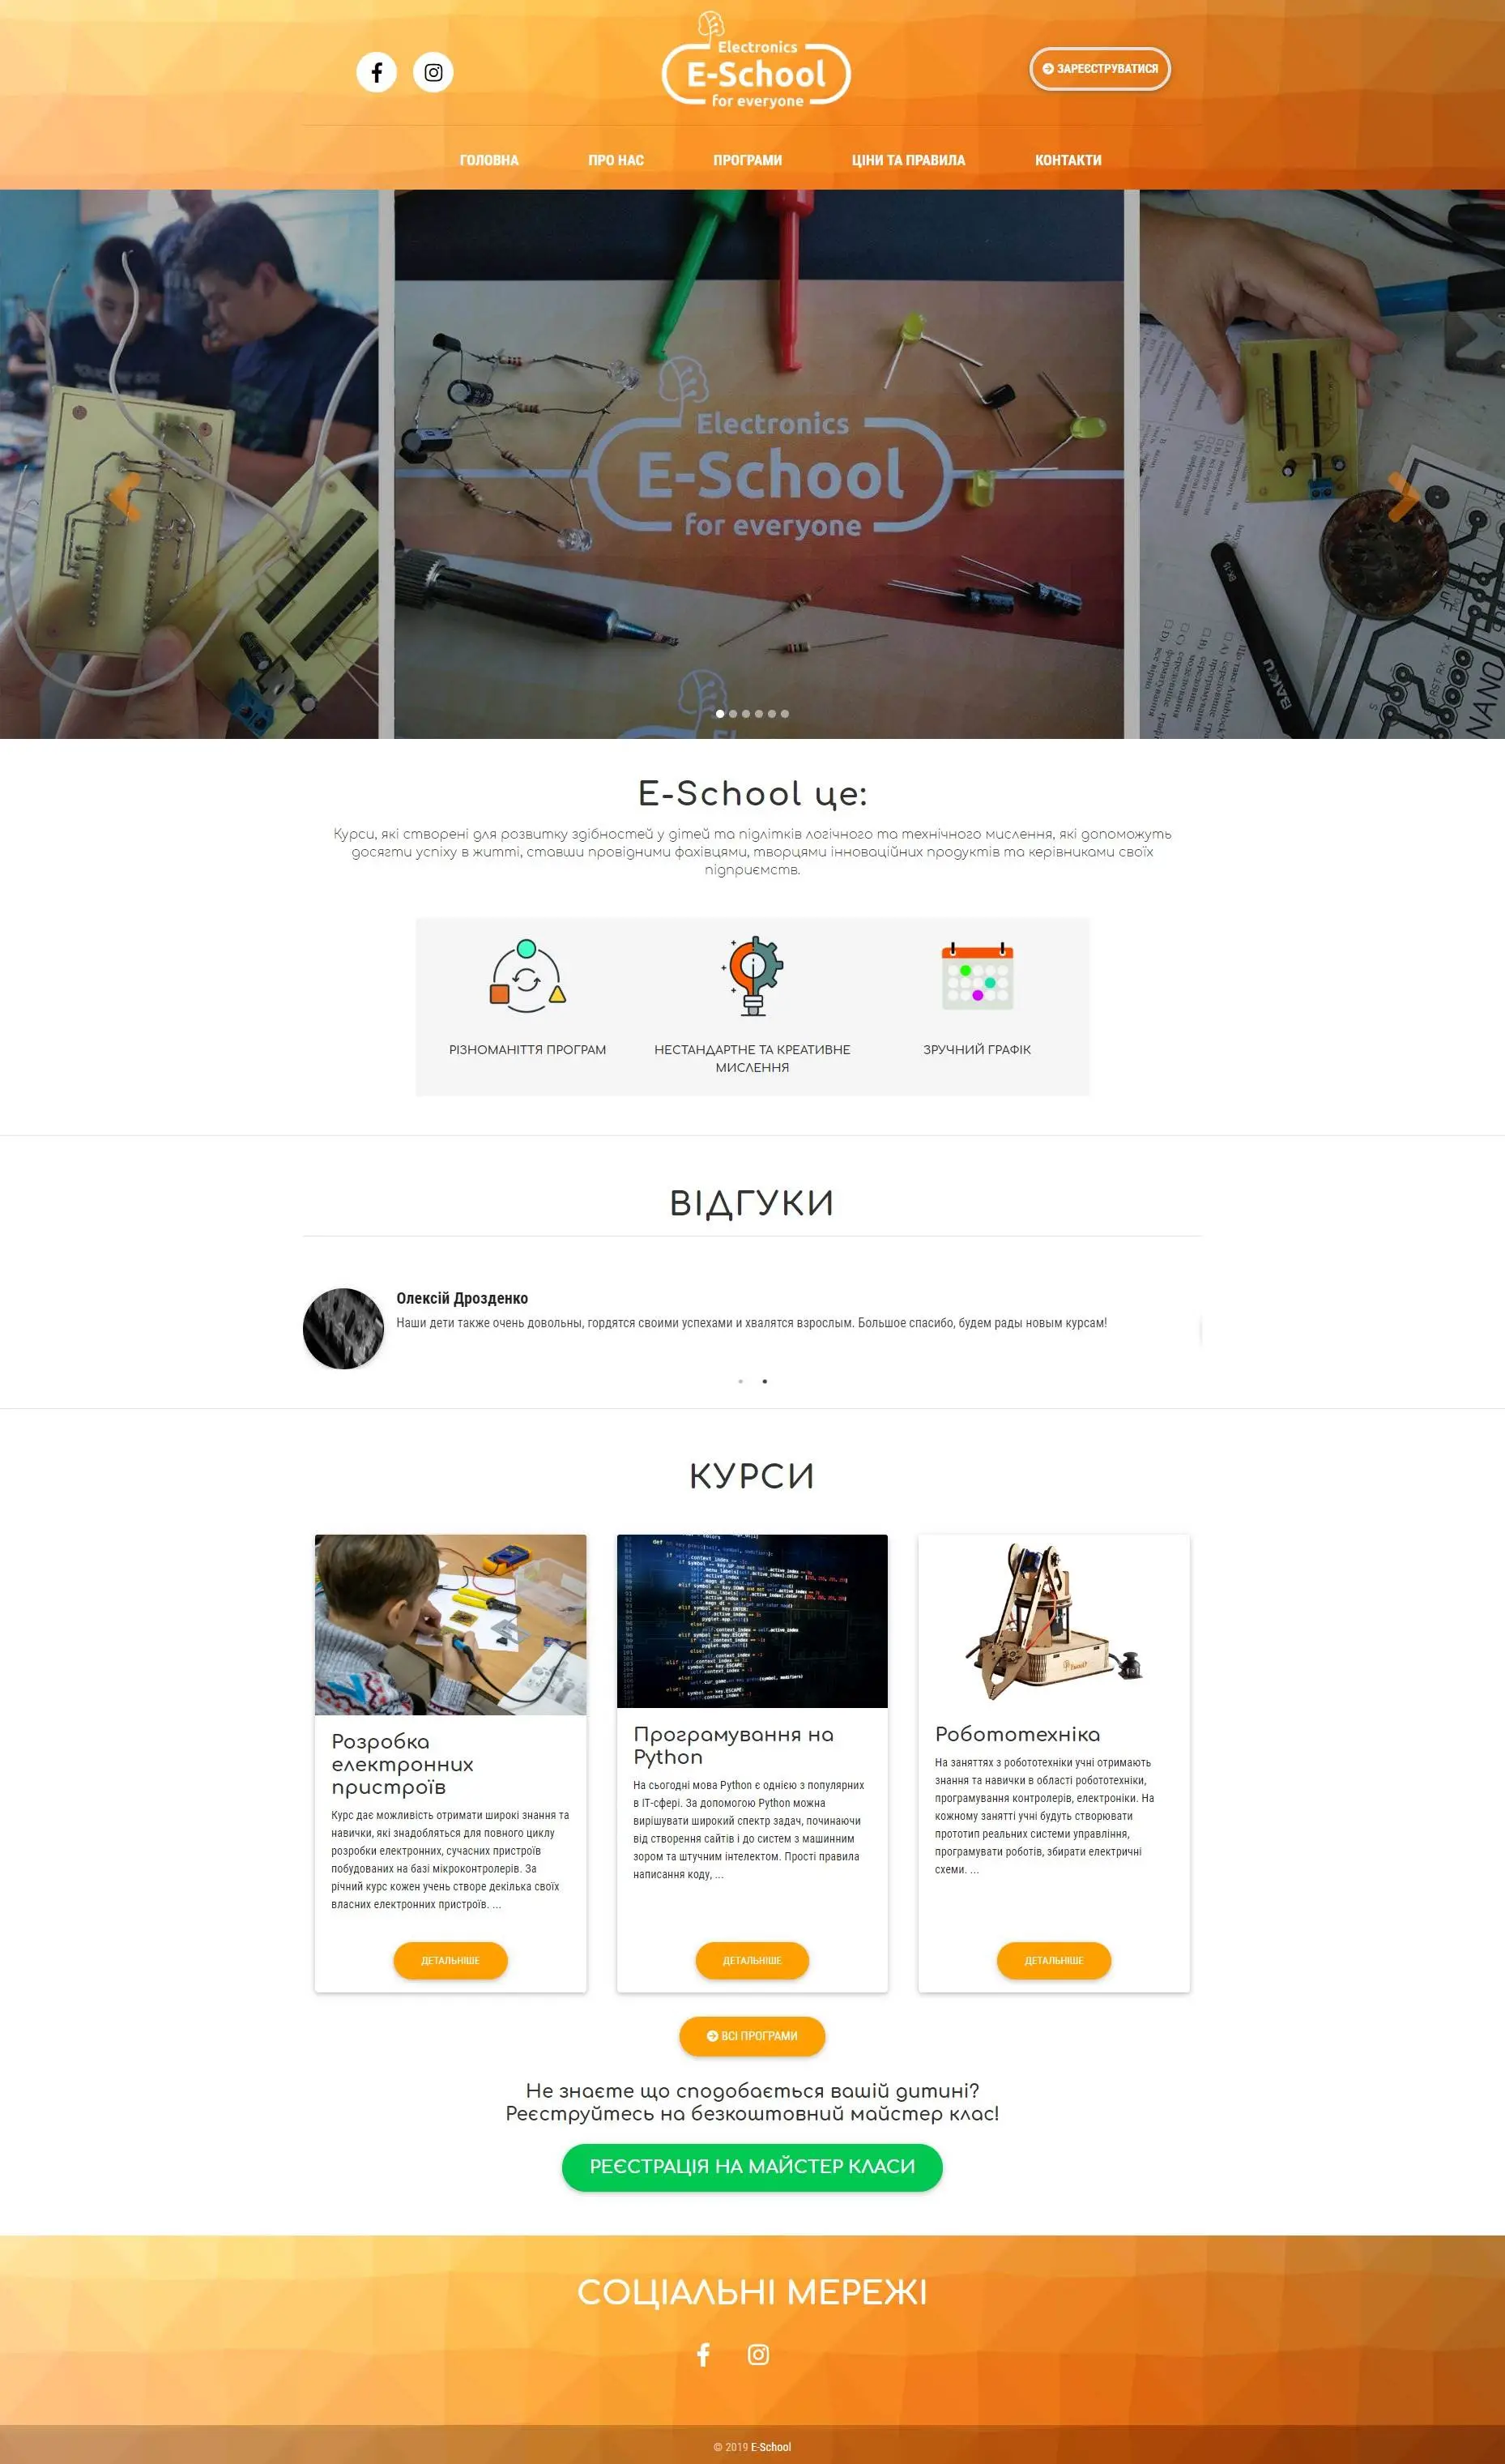 Electronics
E-School
for everyone
ЗАРЕЄСТРУВАТИСЯ
ГОЛОВНА
ПРО НАС
ПРОГРАМИ
ЦІНИ ТА ПРАВИЛА
КОНТАКТИ
Electronics
E-School
for everyone
BAKU
NANO
E-School це:
Курси, які створені для розвитку здібностей у дітей та підлітків логічного та технічного мислення, які допоможуть
досягти успіху в житті, ставши провідними фахівцями, творцями інноваційних продуктів та керівниками своїх
підприємств.
РІЗНОМАНІТТЯ ПРОГРАМ
НЕСТАНДАРТНЕ ТА КРЕАТИВНЕ
МИСЛЕННЯ
ЗРУЧНИЙ ГРАФІК
ВІДГУКИ
Олексій Дрозденко
Наши дети также очень довольны, гордятся своими успехами и хвалятся взрослым. Большое спасибо, будем рады новым курсам!
КУРСИ
Розробка
електронних
пристроїв
Курс дає можливість отримати широкі знання та
навички, які знадобляться для повного циклу
розробки електронних, сучасних пристроїв
побудованих на базі мікроконтролерів. За
річний курс кожен учень створе декілька своїх
власних електронних пристроїв. ...
ДЕТАЛЬНІШЕ
Програмування на
Python
На сьогодні мова Python є однією з популярних
в ІТ-сфері. За допомогою Python можна
вирішувати широкий спектр задач, починаючи
від створення сайтів і до систем з машинним
зором та штучним інтелектом. Прості правила
написання коду, ...
ДЕТАЛЬНІШЕ
Робототехніка
На заняттях з робототехніки учні отримають
знання та навички в області робототехніки,
програмування контролерів, електроніки. На
кожному занятті учні будуть створювати
прототип реальних системи управління,
програмувати роботів, збирати електричні
схеми. ...
ДЕТАЛЬНІШЕ
ВСІ ПРОГРАМИ
Не знаєте що сподобається вашій дитині?
Реєструйтесь на безкоштовний майстер клас!
РЕЄСТРАЦІЯ НА МАЙСТЕР КЛАСИ
СОЦІАЛЬНІ МЕРЕЖІ
© 2019 E-School